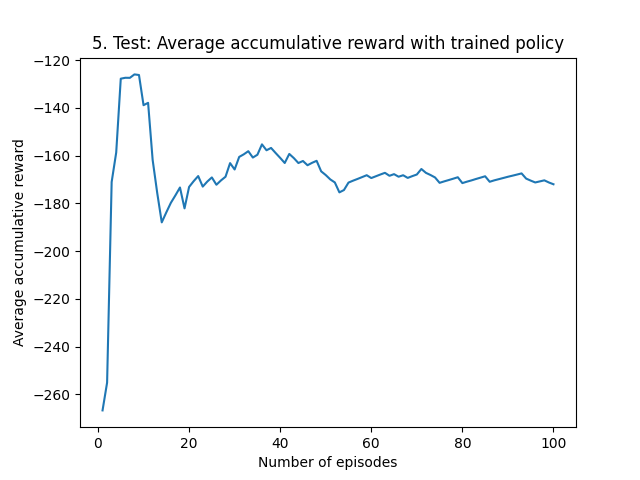 5. Test: Average accumulative reward with trained policy
−120
−140
−160
−180
−200
−220
−240
−260
Average accumulative reward
0 20 40 60 80 100
Number of episodes